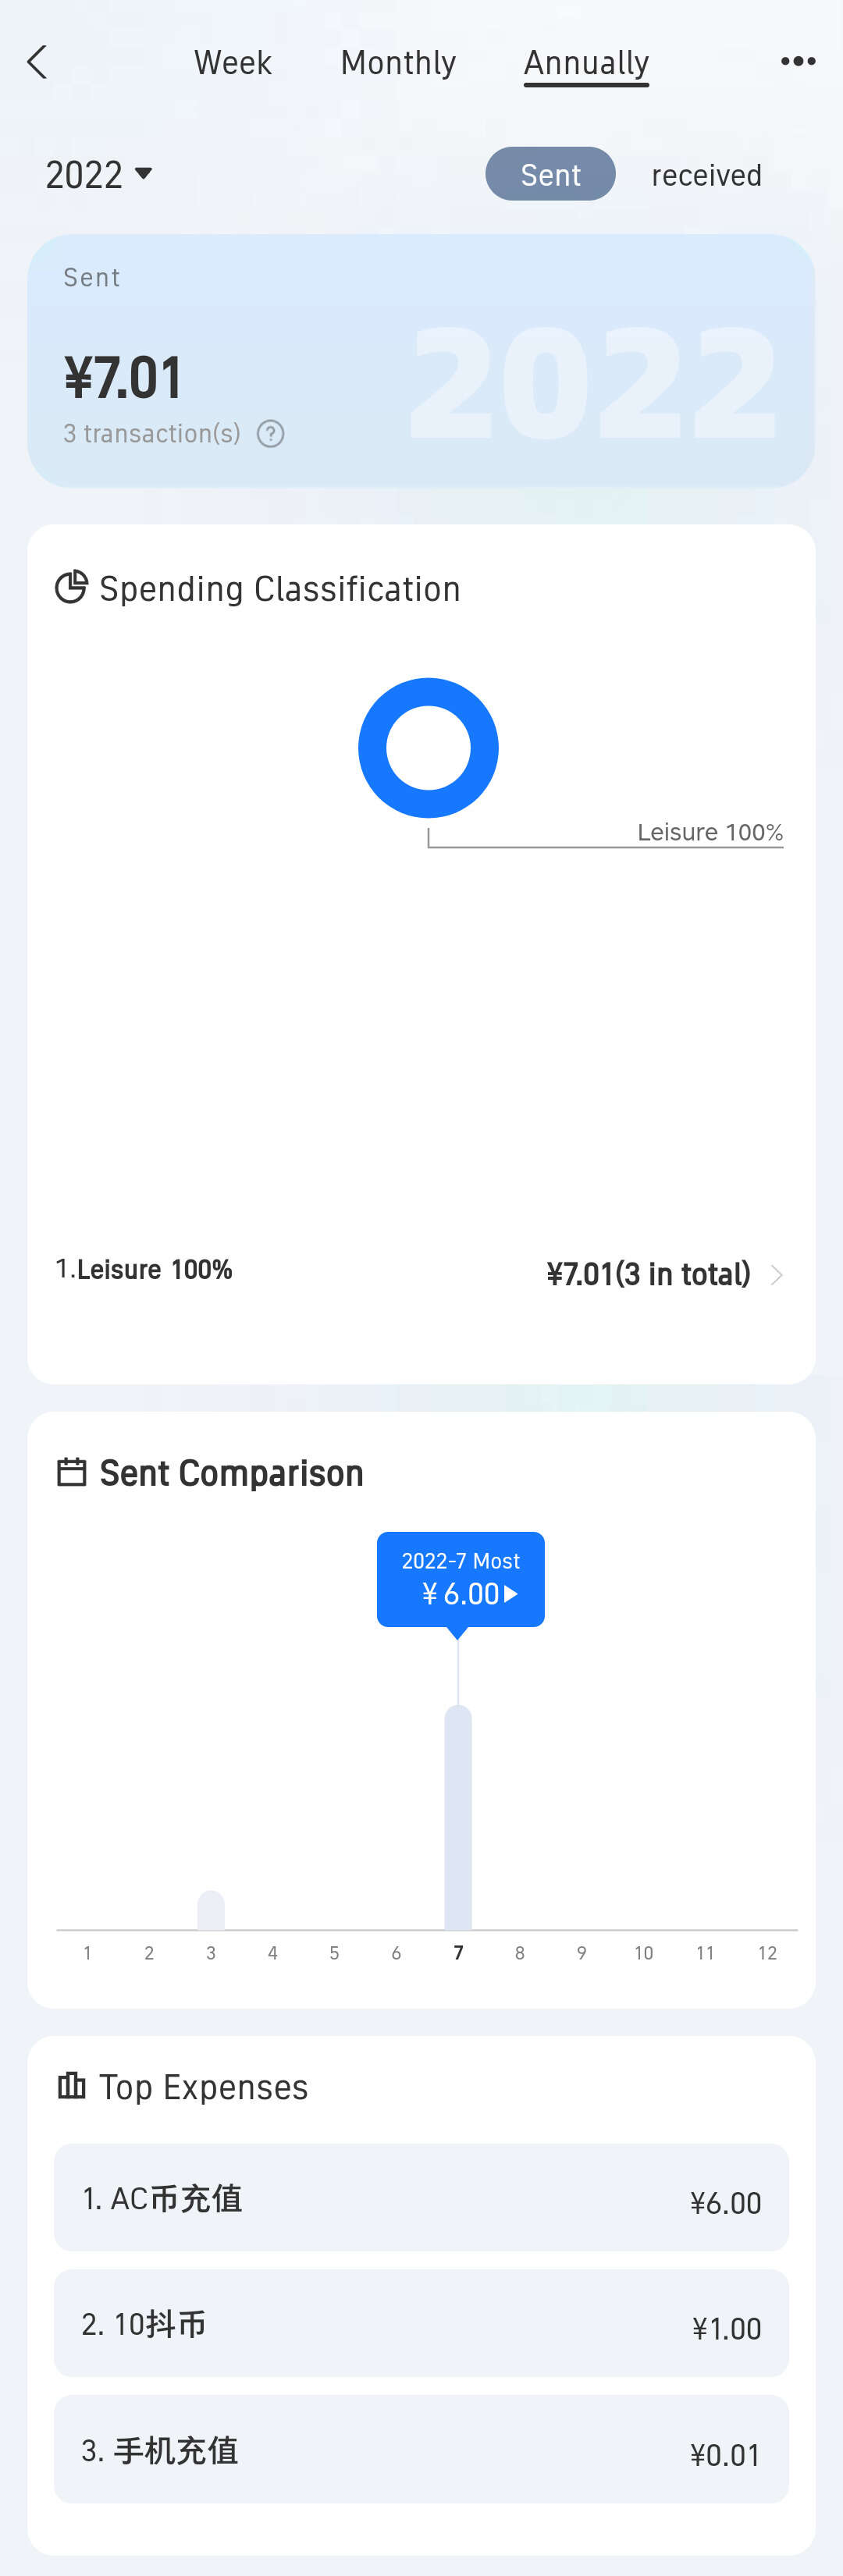 Week Monthly Annually
2022 Sent received
Sent
¥7.01
2022
3 transaction(s) ?
Spending Classification
Leisure 100%
1.Leisure 100% ¥7.01(3 in total)
Sent Comparison
2022-7 Most
¥ 6.00
1 2 3 4 5 6 7 8 9 10 11 12
Top Expenses
1. AC币充值 ¥6.00
2. 10抖币 ¥1.00
3. 手机充值 ¥0.01